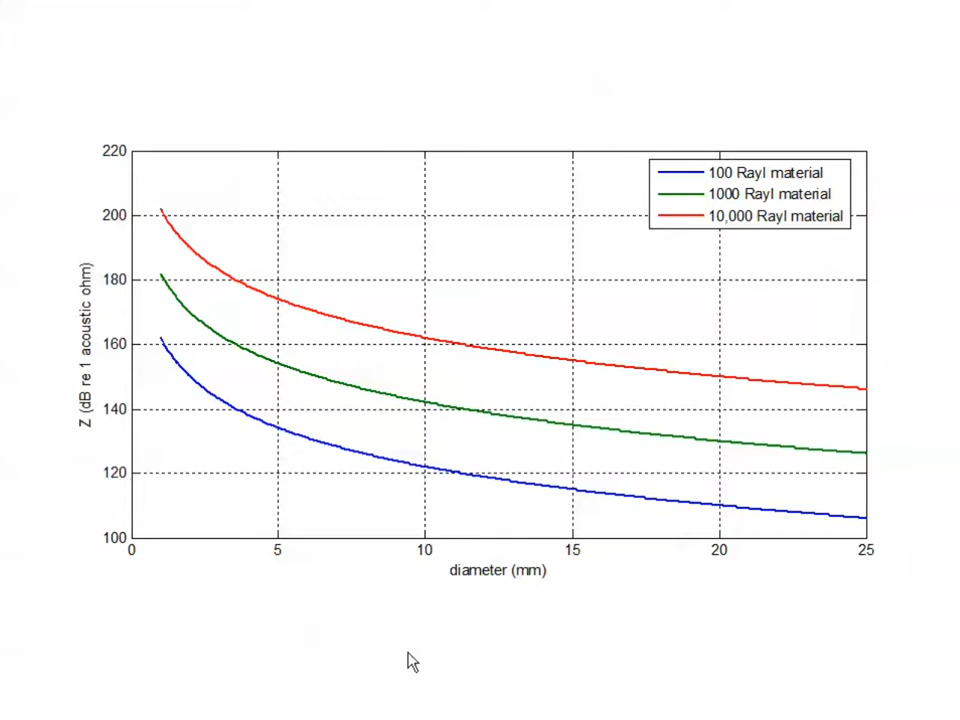 220
200
180
160
140
120
100
Z (dB re 1 acoustic ohm)
100 Rayl material
1000 Rayl material
10,000 Rayl material
0 5 10 15 20 25
diameter (mm)